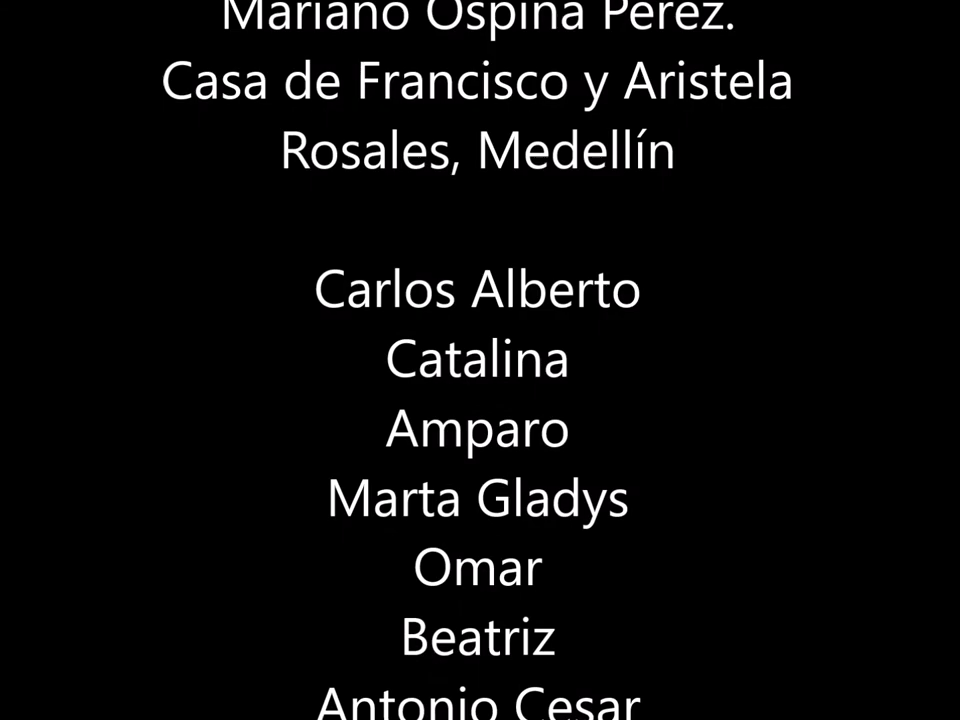 Mariano Ospina Pérez.
Casa de Francisco y Aristela
Rosales, Medellín
Carlos Alberto
Catalina
Amparo
Marta Gladys
Omar
Beatriz
Antonio Cesar